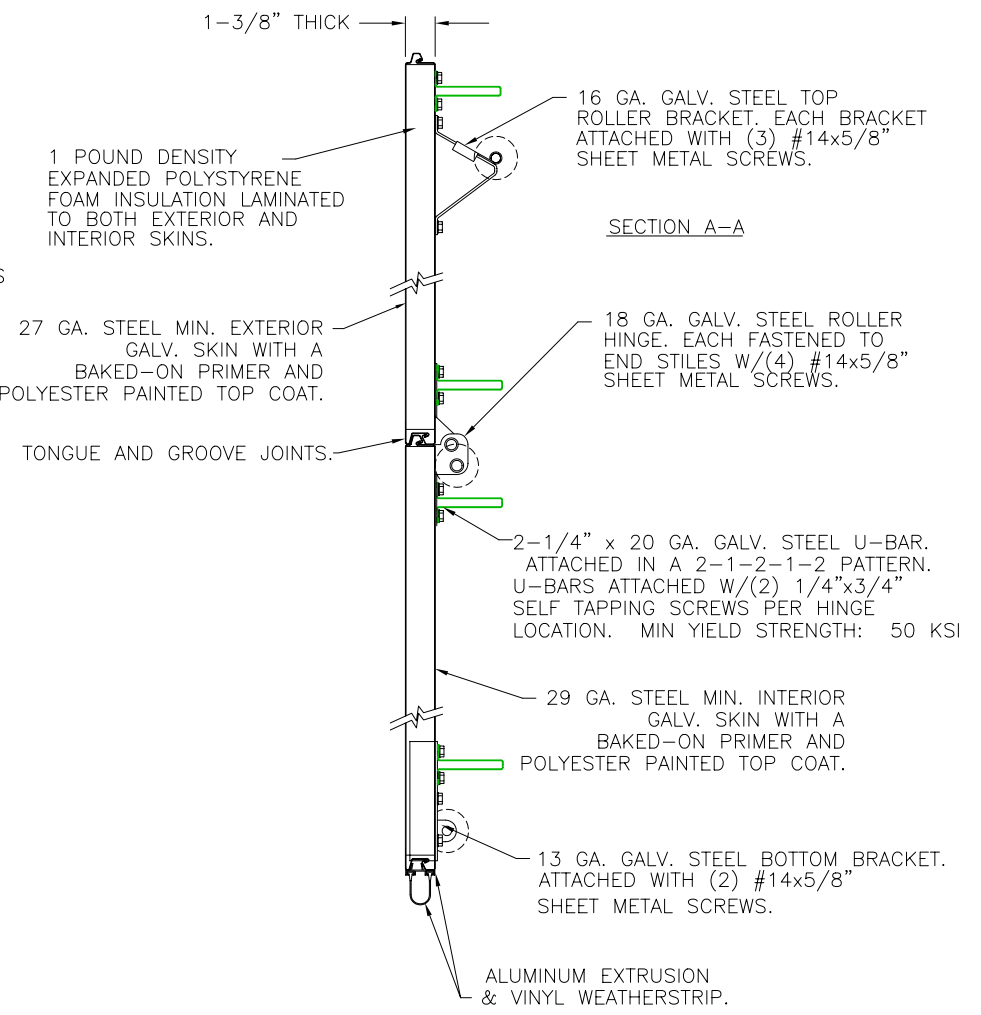 1-3/8" THICK
16 GA. GALV. STEEL TOP
ROLLER BRACKET. EACH BRACKET
ATTACHED WITH (3) #14x5/8"
SHEET METAL SCREWS.
1 POUND DENSITY
EXPANDED POLYSTYRENE
FOAM INSULATION LAMINATED
TO BOTH EXTERIOR AND
INTERIOR SKINS.
SECTION A-A
S
27 GA. STEEL MIN. EXTERIOR
GALV. SKIN WITH A
BAKED-ON PRIMER AND
POLYESTER PAINTED TOP COAT.
18 GA. GALV. STEEL ROLLER
HINGE. EACH FASTENED TO
END STILES W/(4) #14x5/8"
SHEET METAL SCREWS.
TONGUE AND GROOVE JOINTS.
2-1/4" x 20 GA. GALV. STEEL U-BAR.
ATTACHED IN A 2-1-2-1-2 PATTERN.
U-BARS ATTACHED W/(2) 1/4"x3/4"
SELF TAPPING SCREWS PER HINGE
LOCATION. MIN YIELD STRENGTH: 50 KSI
29 GA. STEEL MIN. INTERIOR
GALV. SKIN WITH A
BAKED-ON PRIMER AND
POLYESTER PAINTED TOP COAT.
13 GA. GALV. STEEL BOTTOM BRACKET.
ATTACHED WITH (2) #14x5/8"
SHEET METAL SCREWS.
ALUMINUM EXTRUSION
& VINYL WEATHERSTRIP.